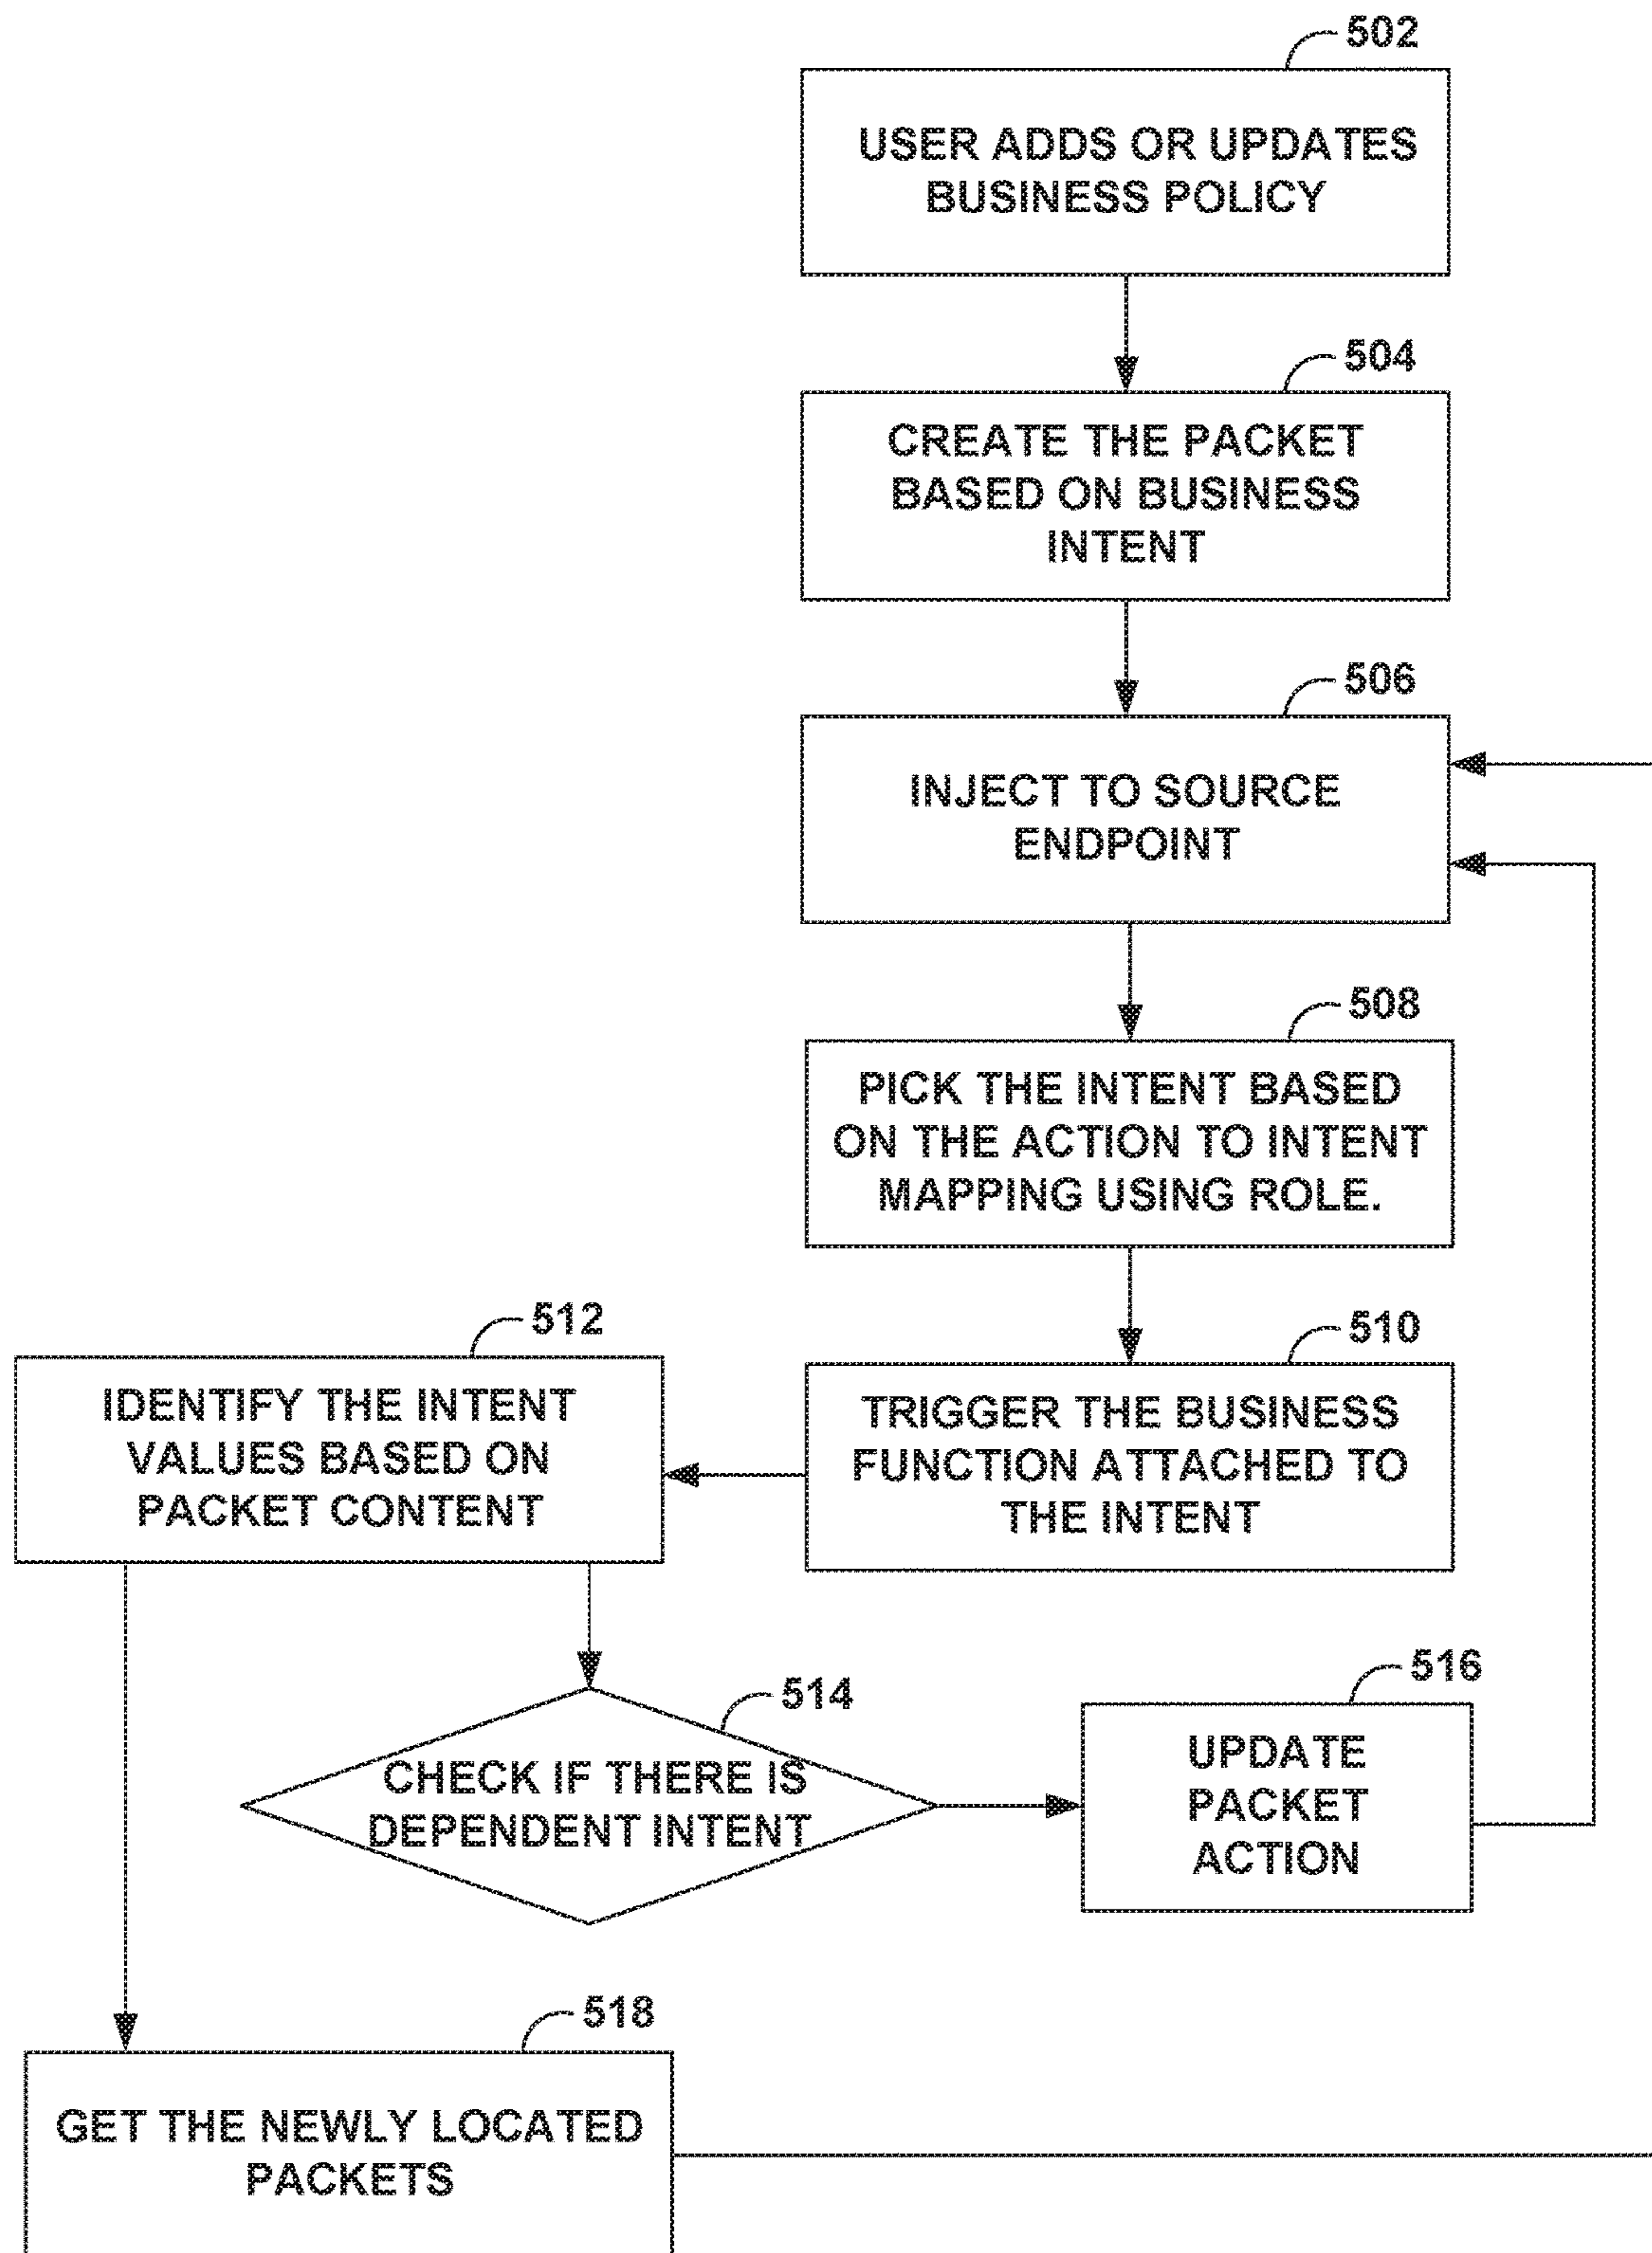 502
USER ADDS OR UPDATES
BUSINESS POLICY
504
CREATE THE PACKET
BASED ON BUSINESS
INTENT
506
INJECT TO SOURCE
ENDPOINT
508
PICK THE INTENT BASED
ON THE ACTION TO INTENT
MAPPING USING ROLE.
510
TRIGGER THE BUSINESS
FUNCTION ATTACHED TO
THE INTENT
512
IDENTIFY THE INTENT
VALUES BASED ON
PACKET CONTENT
514
CHECK IF THERE IS
DEPENDENT INTENT
516
UPDATE
PACKET
ACTION
518
GET THE NEWLY LOCATED
PACKETS